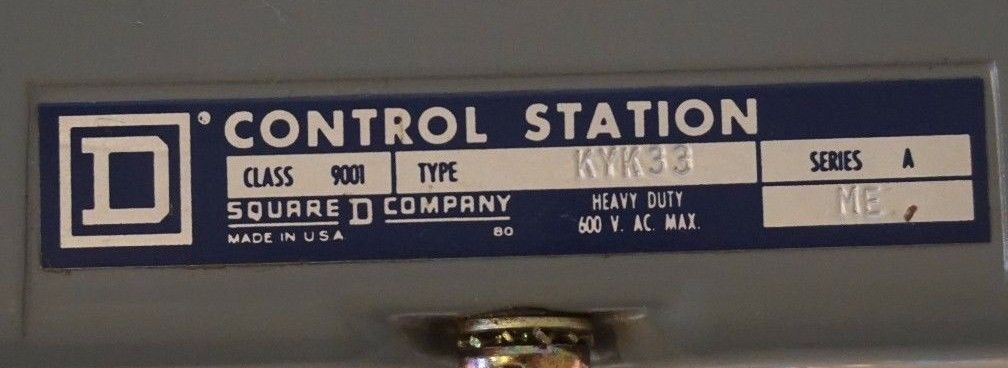 D
CONTROL STATION
CLASS 9001 TYPE KYK33 SERIES A
SQUARE D COMPANY HEAVY DUTY ME
MADE IN USA 80 600 V. AC. MAX.